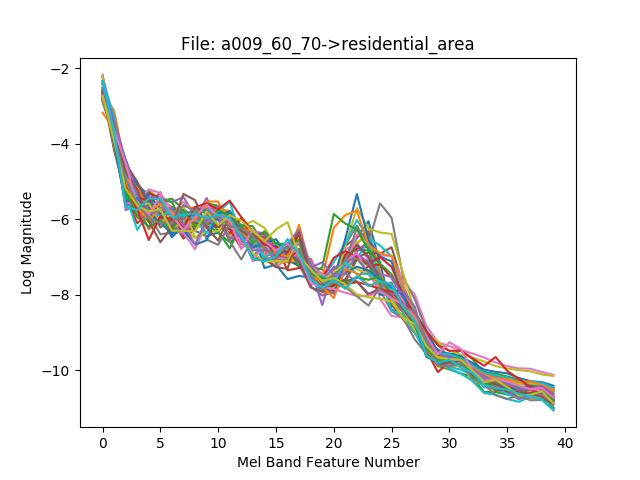 File: a009_60_70->residential_area
−2
−4
−6
−8
−10
Log Magnitude
0 5 10 15 20 25 30 35 40
Mel Band Feature Number